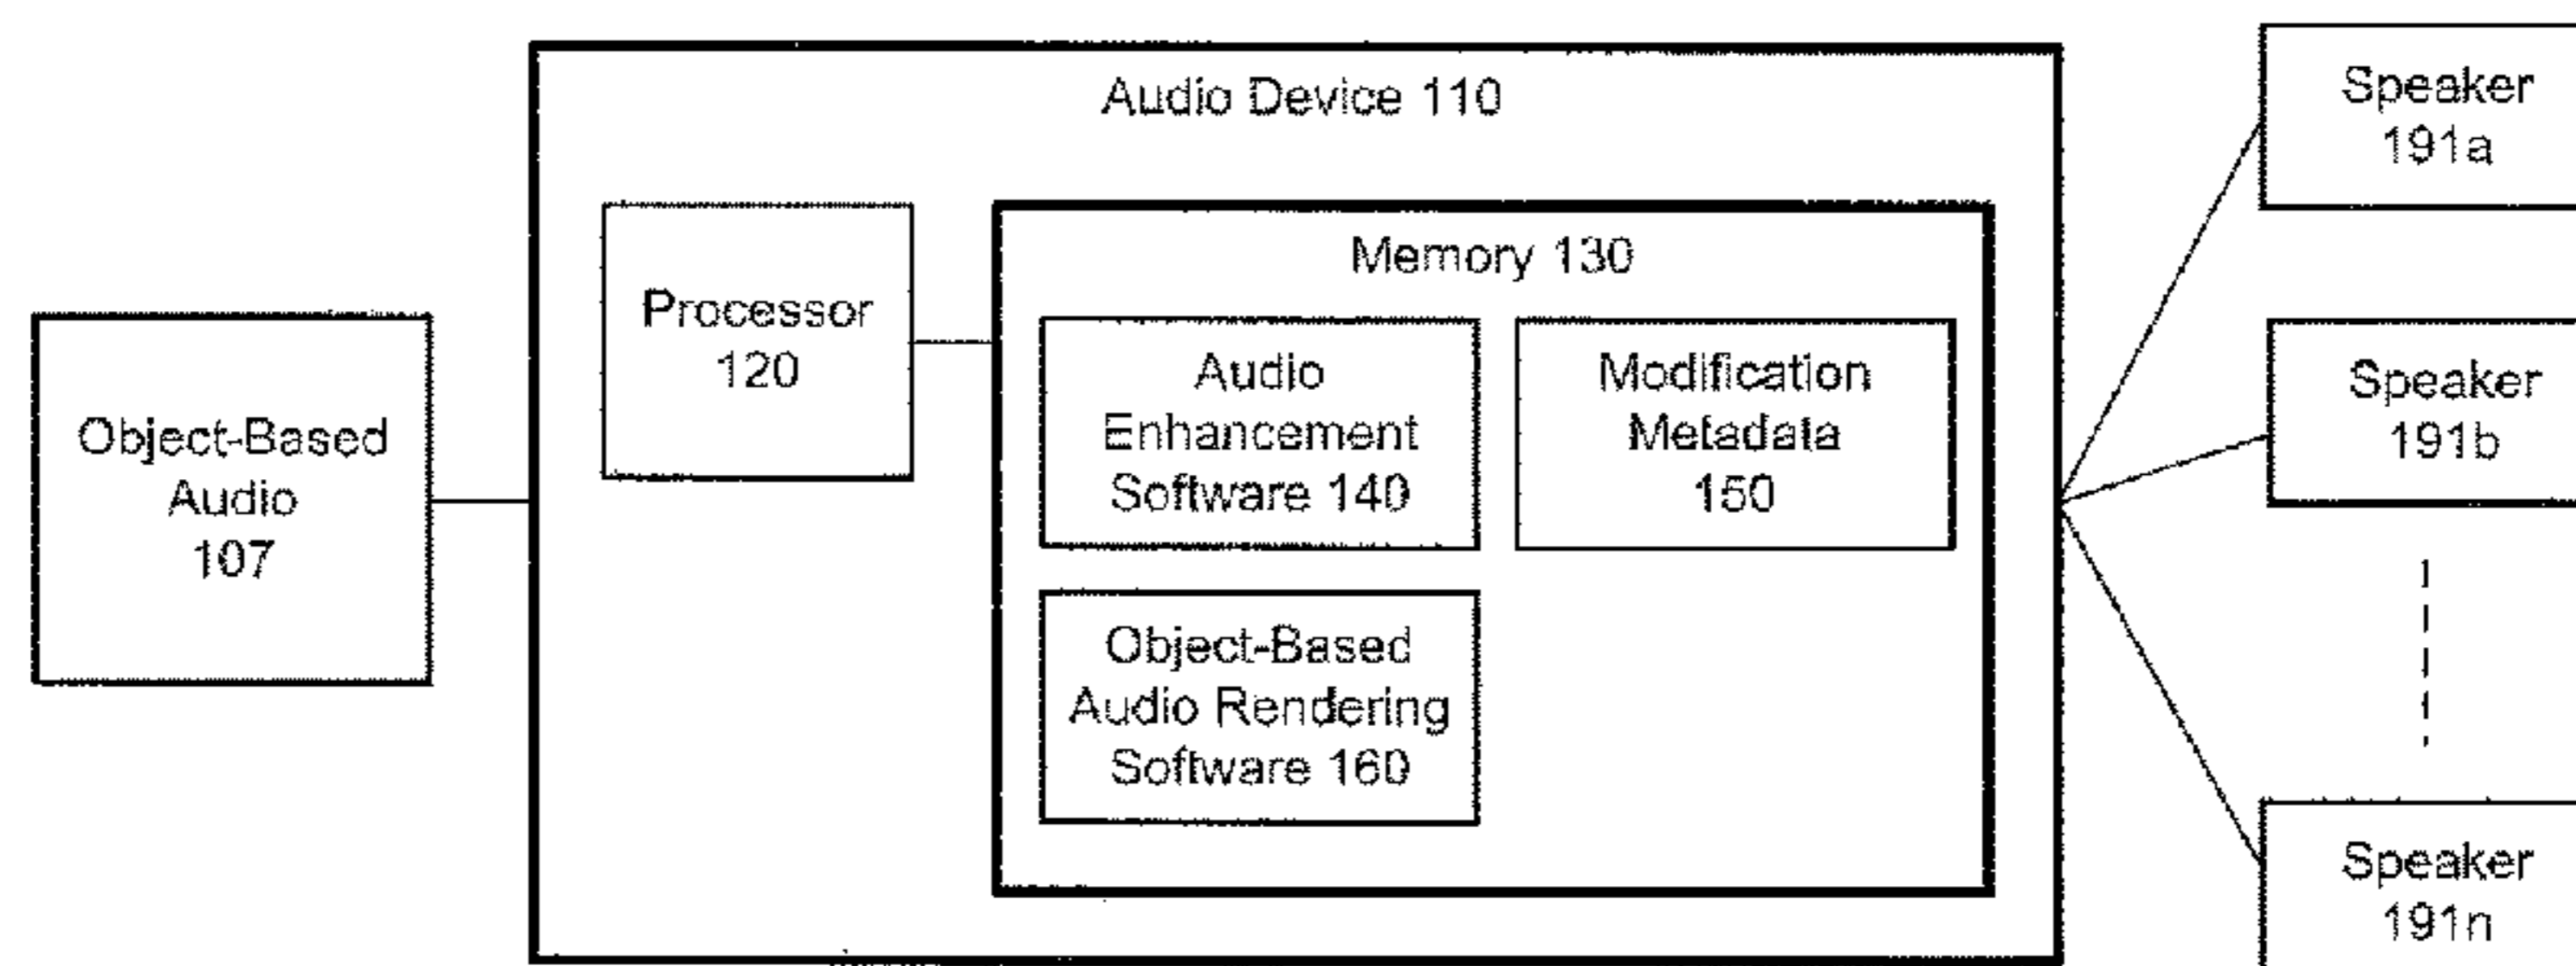 Audio Device 110
Object-Based
Audio
107
Processor
120
Memory 130
Audio
Enhancement
Software 140
Modification
Metadata
150
Object-Based
Audio Rendering
Software 160
Speaker
191a
Speaker
191b
Speaker
191n